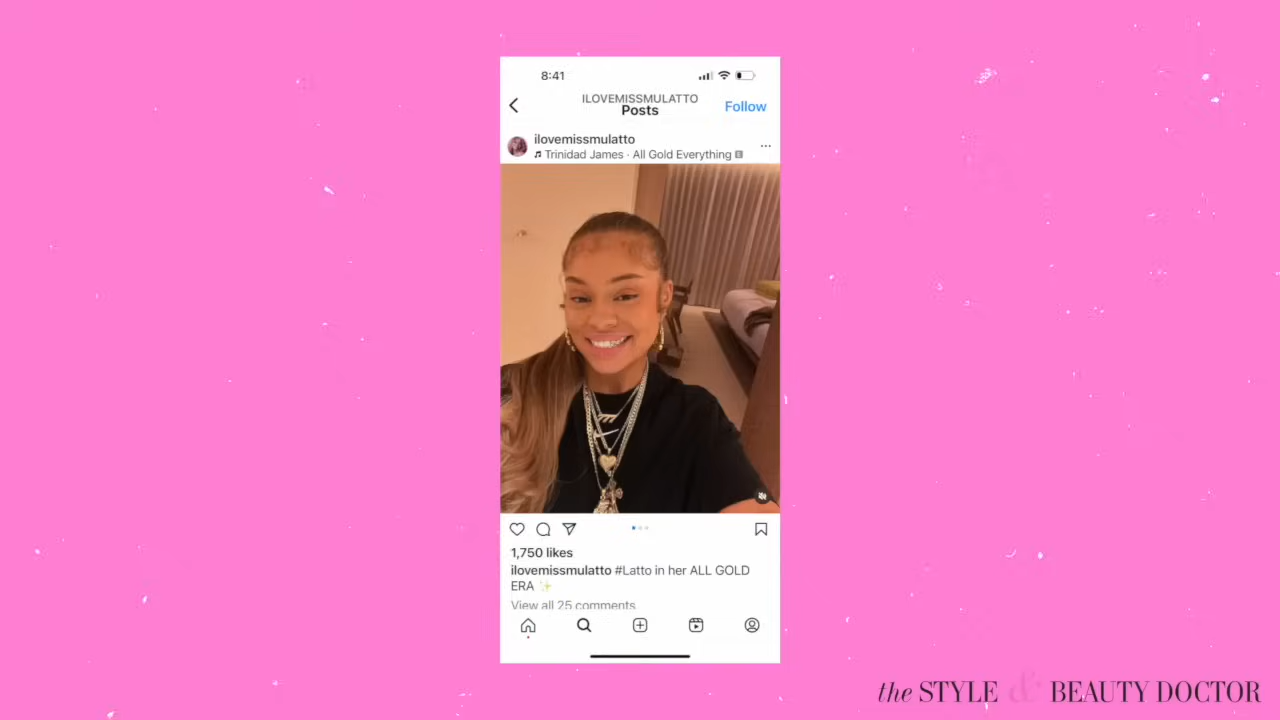 8:41
ILOVEMISSMULATTO
Posts
Follow
ilovemissmulatto
Trinidad James · All Gold Everything E
1,750 likes
ilovemissmulatto #Latto in her ALL GOLD
ERA ✨
View all 25 comments
the STYLE & BEAUTY DOCTOR